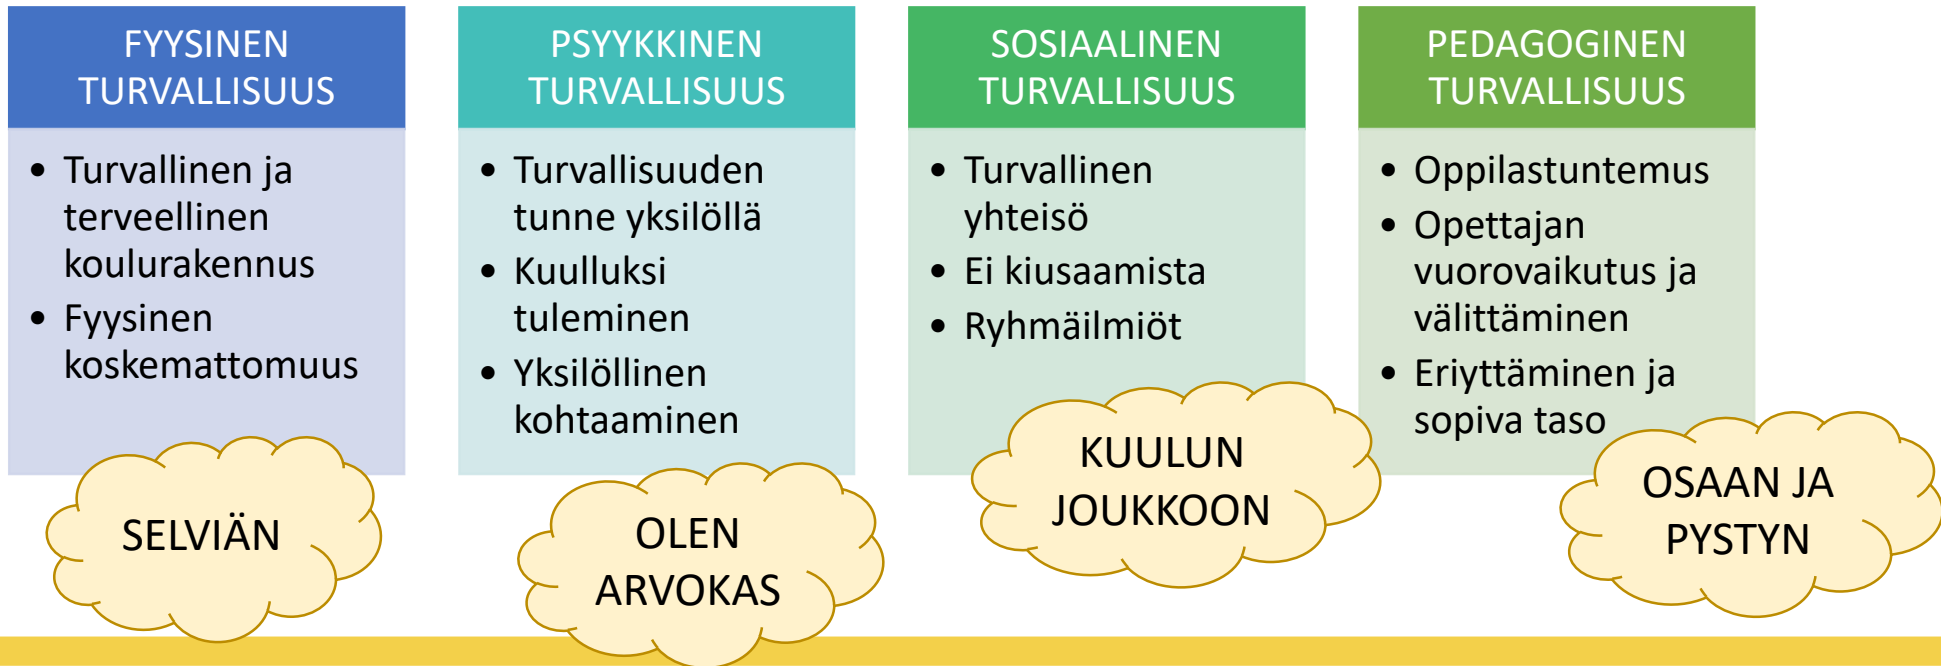 FYYSINEN
TURVALLISUUS
• Turvallinen ja
terveellinen
koulurakennus
• Fyysinen
koskemattomuus
SELVIÄN
PSYYKKINEN
TURVALLISUUS
• Turvallisuuden
tunne yksilöllä
• Kuulluksi
tuleminen
• Yksilöllinen
kohtaaminen
OLEN
ARVOKAS
SOSIAALINEN
TURVALLISUUS
• Turvallinen
yhteisö
• Ei kiusaamista
• Ryhmäilmiöt
KUULUN
JOUKKOON
PEDAGOGINEN
TURVALLISUUS
• Oppilastuntemus
• Opettajan
vuorovaikutus ja
välittäminen
• Eriyttäminen ja
sopiva taso
OSAAN JA
PYSTYN